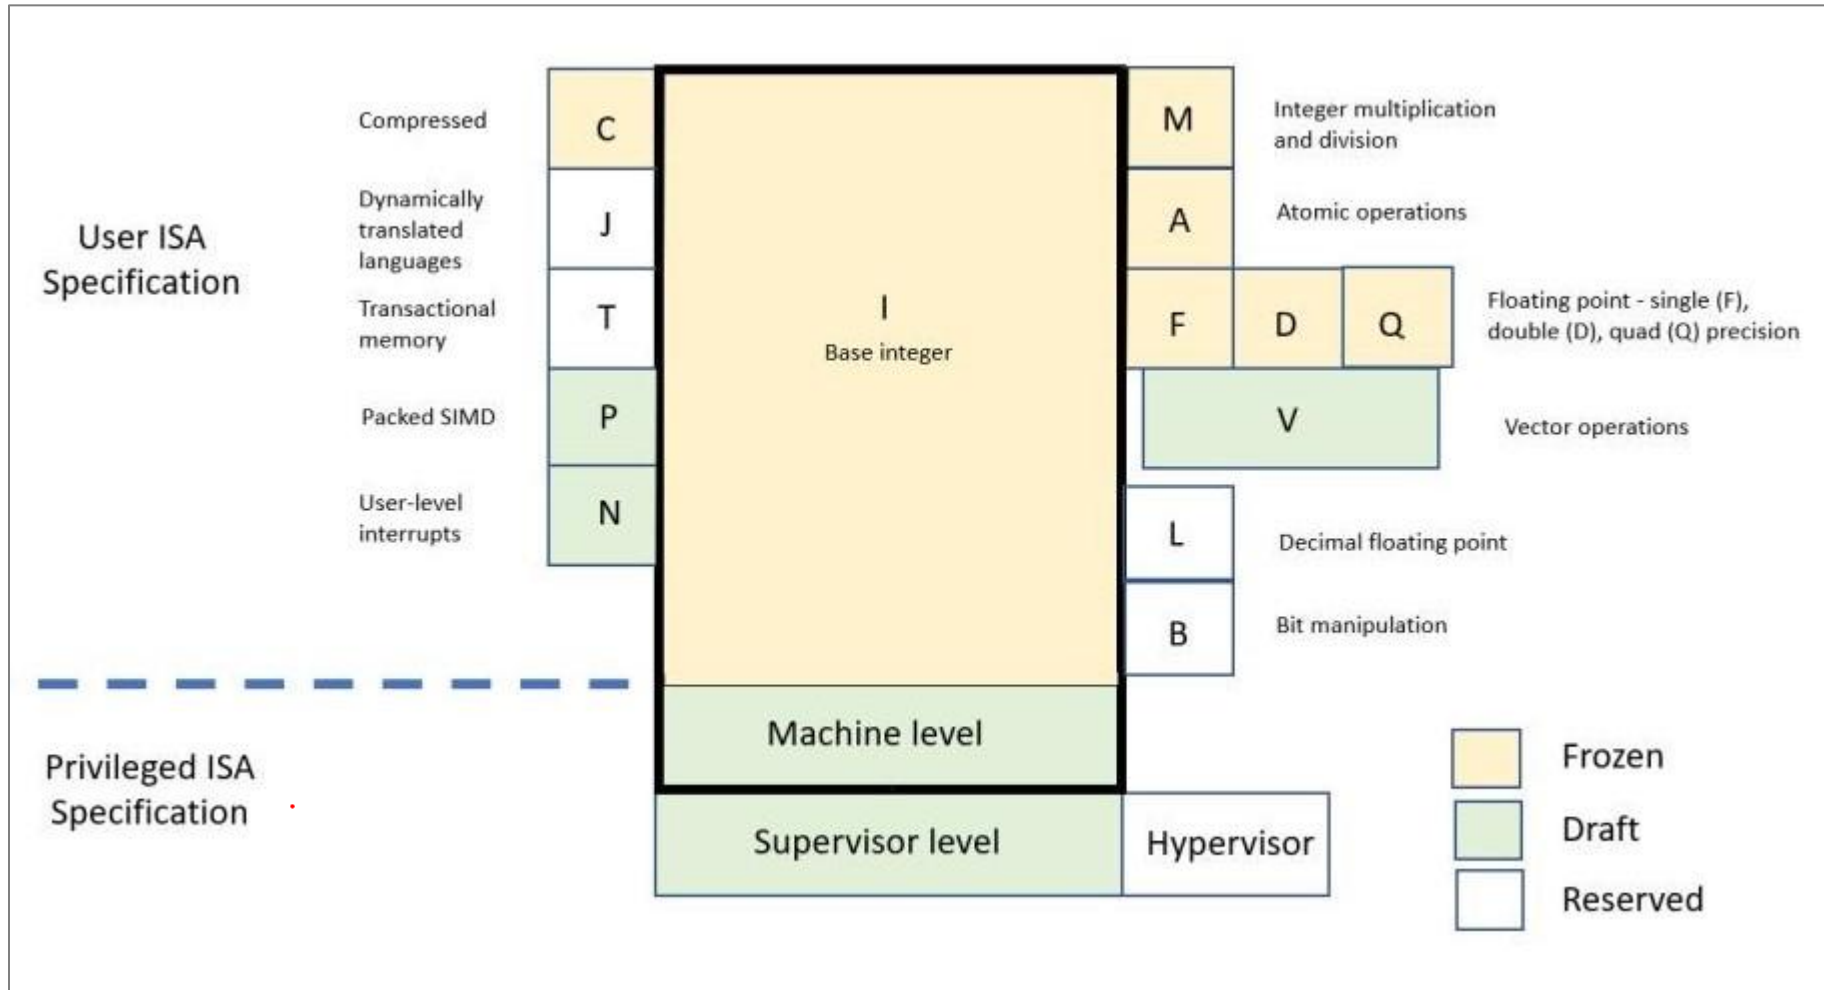 User ISA
Specification
Compressed
C
Dynamically
translated
languages
J
Transactional
memory
T
Packed SIMD
P
User-level
interrupts
N
I
Base integer
M
Integer multiplication
and division
A
Atomic operations
F D Q
Floating point - single (F),
double (D), quad (Q) precision
V
Vector operations
L
Decimal floating point
B
Bit manipulation
Privileged ISA
Specification
Machine level
Supervisor level
Hypervisor
Frozen
Draft
Reserved